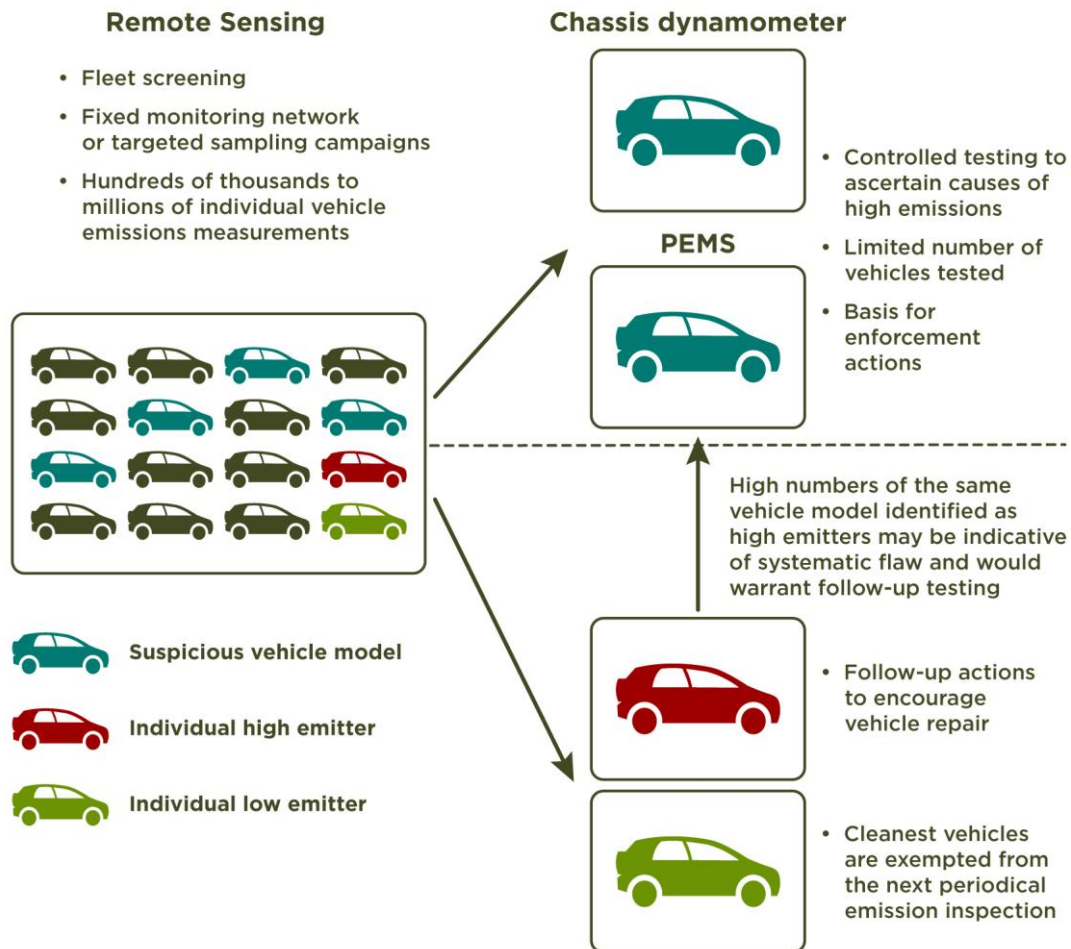 Remote Sensing
• Fleet screening
• Fixed monitoring network
or targeted sampling campaigns
• Hundreds of thousands to
millions of individual vehicle
emissions measurements
Chassis dynamometer
PEMS
• Controlled testing to
ascertain causes of
high emissions
• Limited number of
vehicles tested
• Basis for
enforcement
actions
High numbers of the same
vehicle model identified as
high emitters may be indicative
of systematic flaw and would
warrant follow-up testing
Suspicious vehicle model
Individual high emitter
Individual low emitter
• Follow-up actions
to encourage
vehicle repair
• Cleanest vehicles
are exempted from
the next periodical
emission inspection